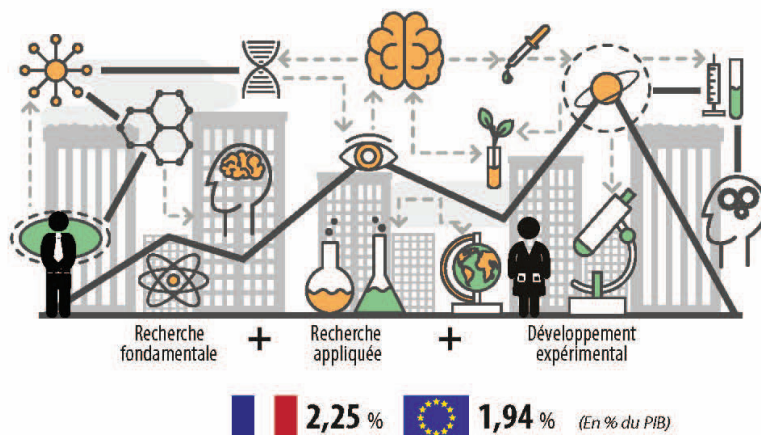 Recherche fondamentale + Recherche appliquée + Développement expérimental
2,25 % 1,94 % (En % du PIB)